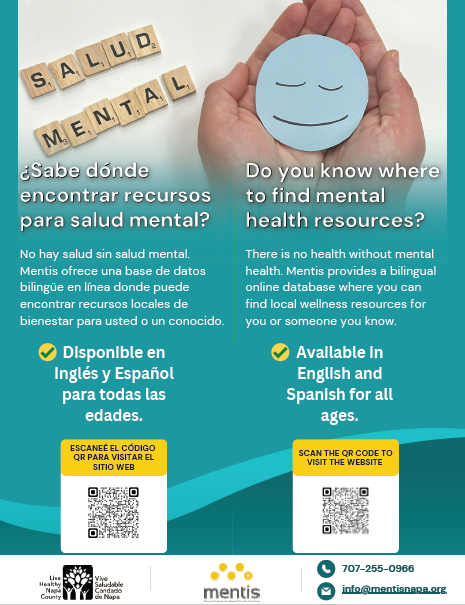 SALUD
MENTAL
¿Sabe dónde
encontrar recursos
para salud mental?
No hay salud sin salud mental.
Mentis ofrece una base de datos
bilingüe en línea donde puede
encontrar recursos locales de
bienestar para usted o un conocido.
Disponible en
Inglés y Español
para todas las
edades.
ESCANEÉ EL CÓDIGO
QR PARA VISITAR EL
SITIO WEB
Do you know where
to find mental
health resources?
There is no health without mental
health. Mentis provides a bilingual
online database where you can
find local wellness resources for
you or someone you know.
Available in
English and
Spanish for all
ages.
SCAN THE QR CODE TO
VISIT THE WEBSITE
Live
Healthy
Napa
County
Vive
Saludable
Condado
de Napa
mentis
707-255-0966
info@mentisnapa.org